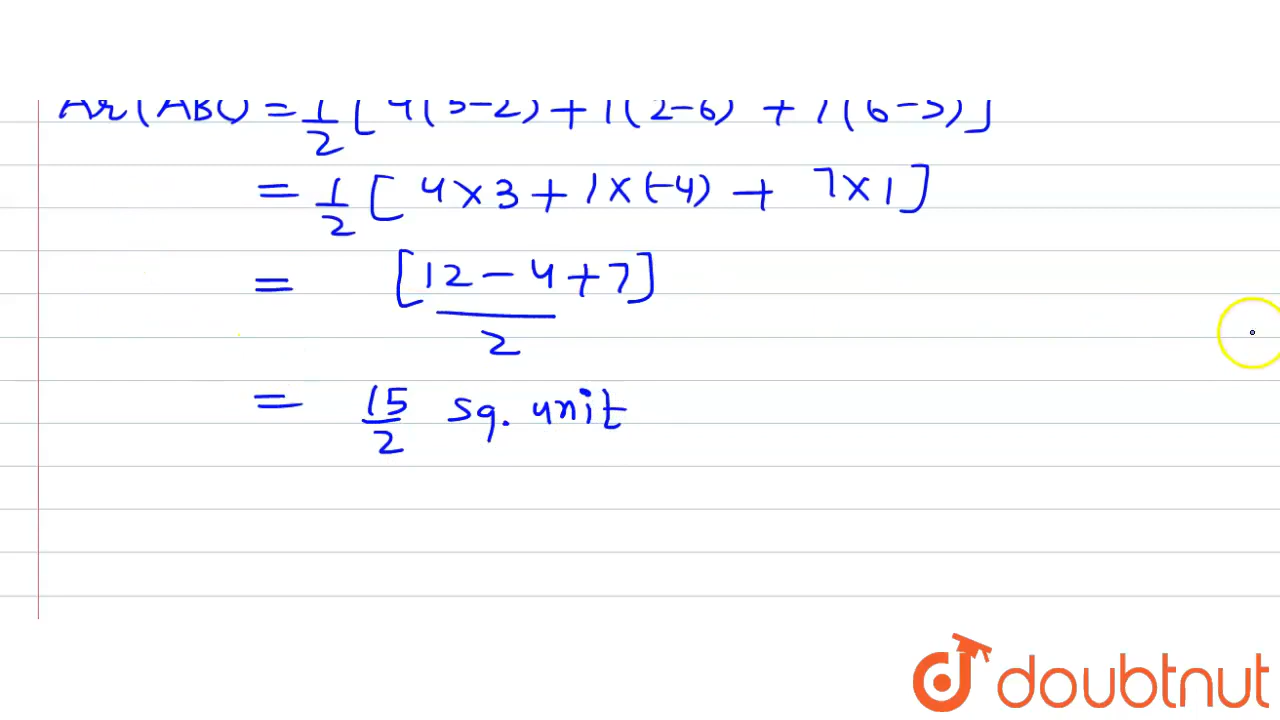 Ar(ABC) = 1/2 [ 4(5-2) + 1(2-6) + 7(6-5)]
= 1/2 [ 4×3 + 1×(-4) + 7×1]
= [12-4+7]/2
= 15/2 sq. unit
doubtnut